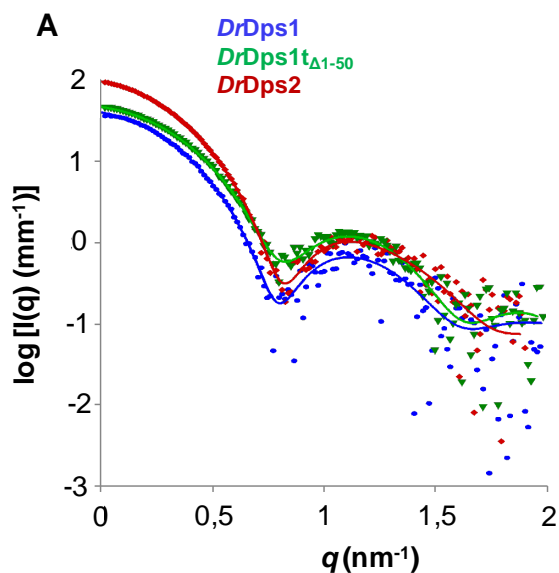 A
DrDps1
DrDps1tΔ1-50
DrDps2
log [I(q) (mm⁻¹)]
2
1
0
-1
-2
-3
0
0,5
1
1,5
2
q (nm⁻¹)